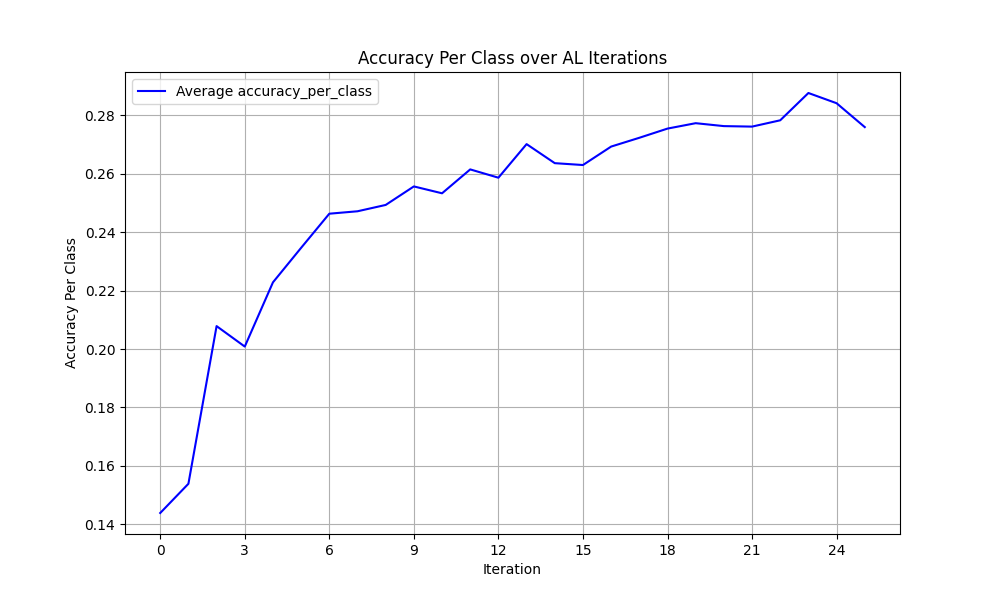 Accuracy Per Class over AL Iterations
Average accuracy_per_class
Accuracy Per Class
0.28
0.26
0.24
0.22
0.20
0.18
0.16
0.14
0 3 6 9 12 15 18 21 24
Iteration